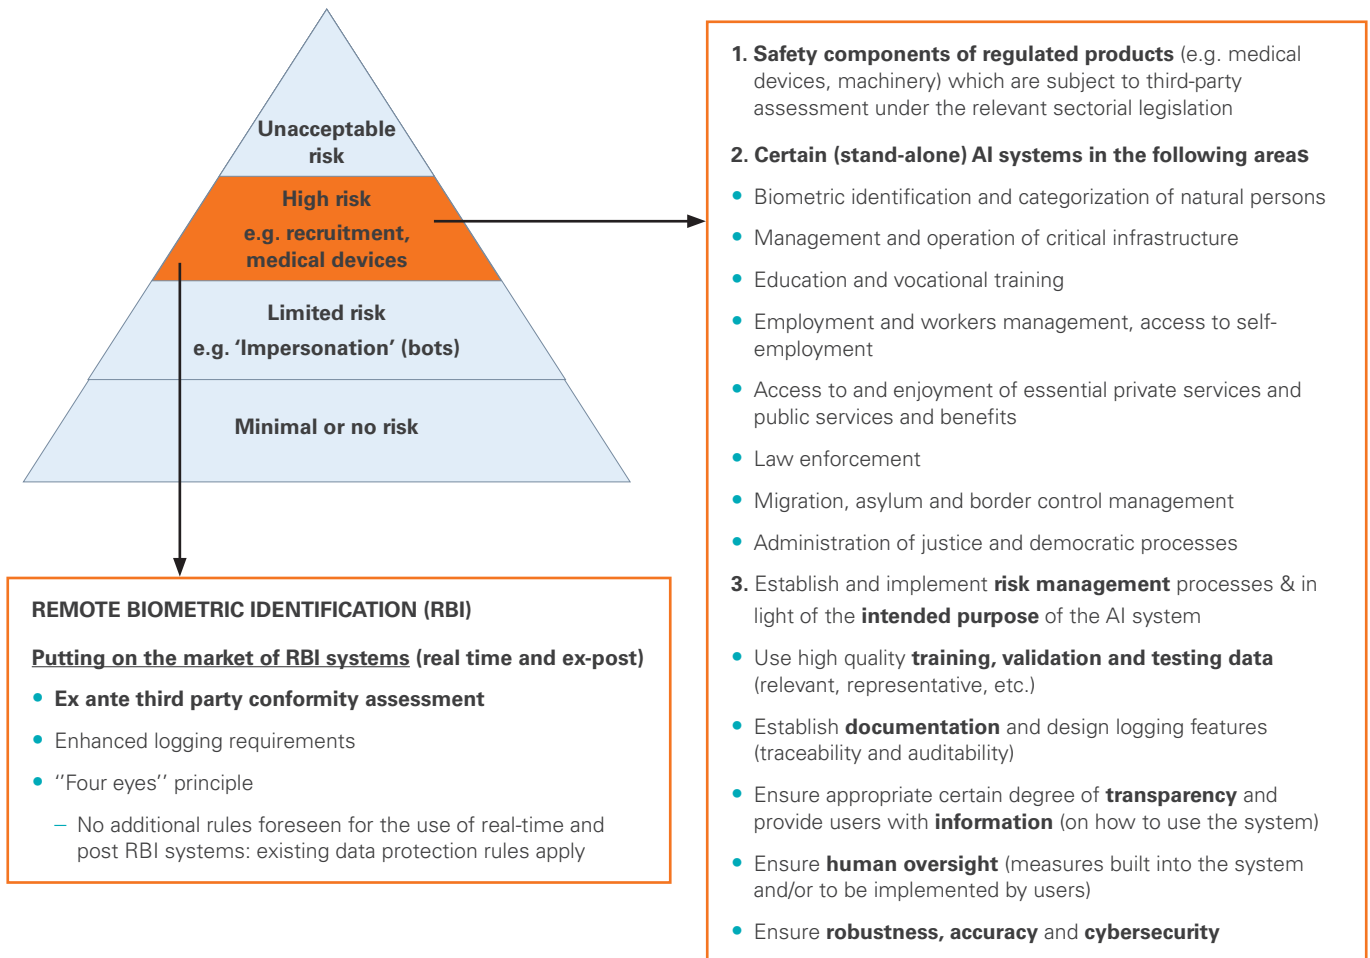 Unacceptable
risk
High risk
e.g. recruitment,
medical devices
Limited risk
e.g. ‘Impersonation’ (bots)
Minimal or no risk
REMOTE BIOMETRIC IDENTIFICATION (RBI)
Putting on the market of RBI systems (real time and ex-post)
• Ex ante third party conformity assessment
• Enhanced logging requirements
• ‘‘Four eyes’’ principle
– No additional rules foreseen for the use of real-time and
post RBI systems: existing data protection rules apply
1. Safety components of regulated products (e.g. medical
devices, machinery) which are subject to third-party
assessment under the relevant sectorial legislation
2. Certain (stand-alone) AI systems in the following areas
• Biometric identification and categorization of natural persons
• Management and operation of critical infrastructure
• Education and vocational training
• Employment and workers management, access to self-
employment
• Access to and enjoyment of essential private services and
public services and benefits
• Law enforcement
• Migration, asylum and border control management
• Administration of justice and democratic processes
3. Establish and implement risk management processes & in
light of the intended purpose of the AI system
• Use high quality training, validation and testing data
(relevant, representative, etc.)
• Establish documentation and design logging features
(traceability and auditability)
• Ensure appropriate certain degree of transparency and
provide users with information (on how to use the system)
• Ensure human oversight (measures built into the system
and/or to be implemented by users)
• Ensure robustness, accuracy and cybersecurity